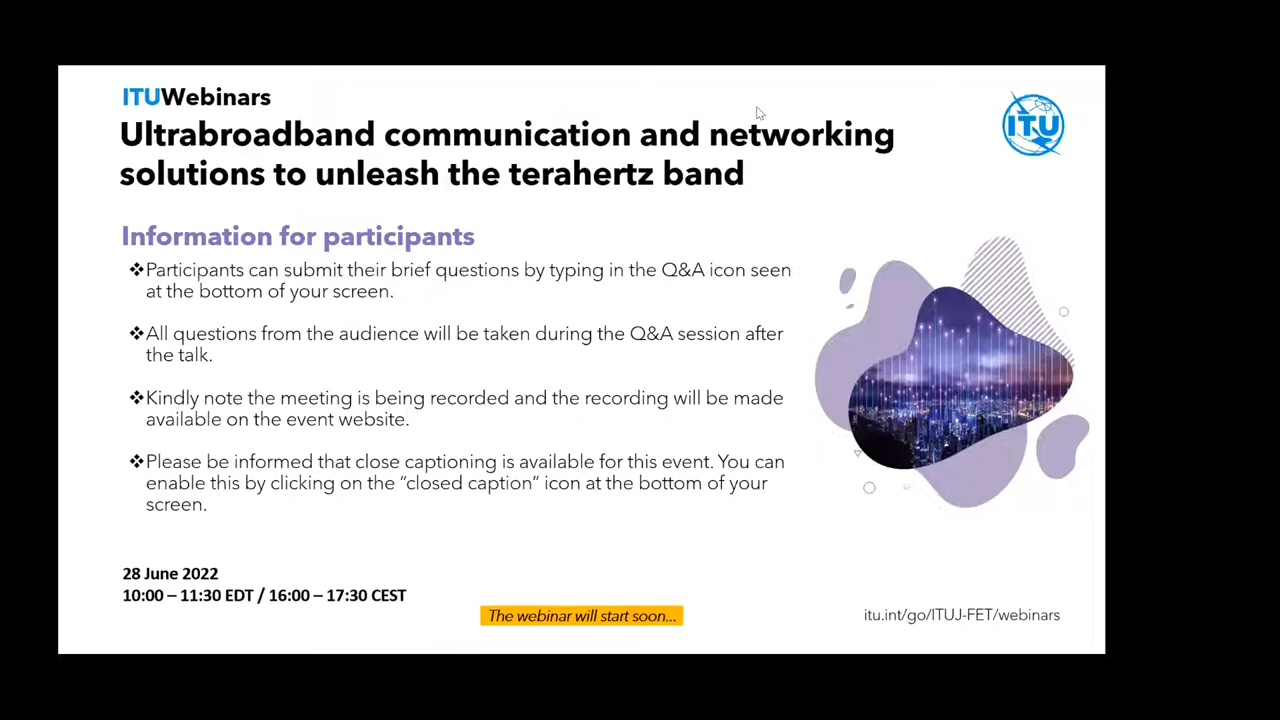 ITUWebinars
Ultrabroadband communication and networking
solutions to unleash the terahertz band
ITU
Information for participants
❖Participants can submit their brief questions by typing in the Q&A icon seen
at the bottom of your screen.
❖All questions from the audience will be taken during the Q&A session after
the talk.
❖Kindly note the meeting is being recorded and the recording will be made
available on the event website.
❖Please be informed that close captioning is available for this event. You can
enable this by clicking on the “closed caption” icon at the bottom of your
screen.
28 June 2022
10:00 – 11:30 EDT / 16:00 – 17:30 CEST
The webinar will start soon...
itu.int/go/ITUJ-FET/webinars